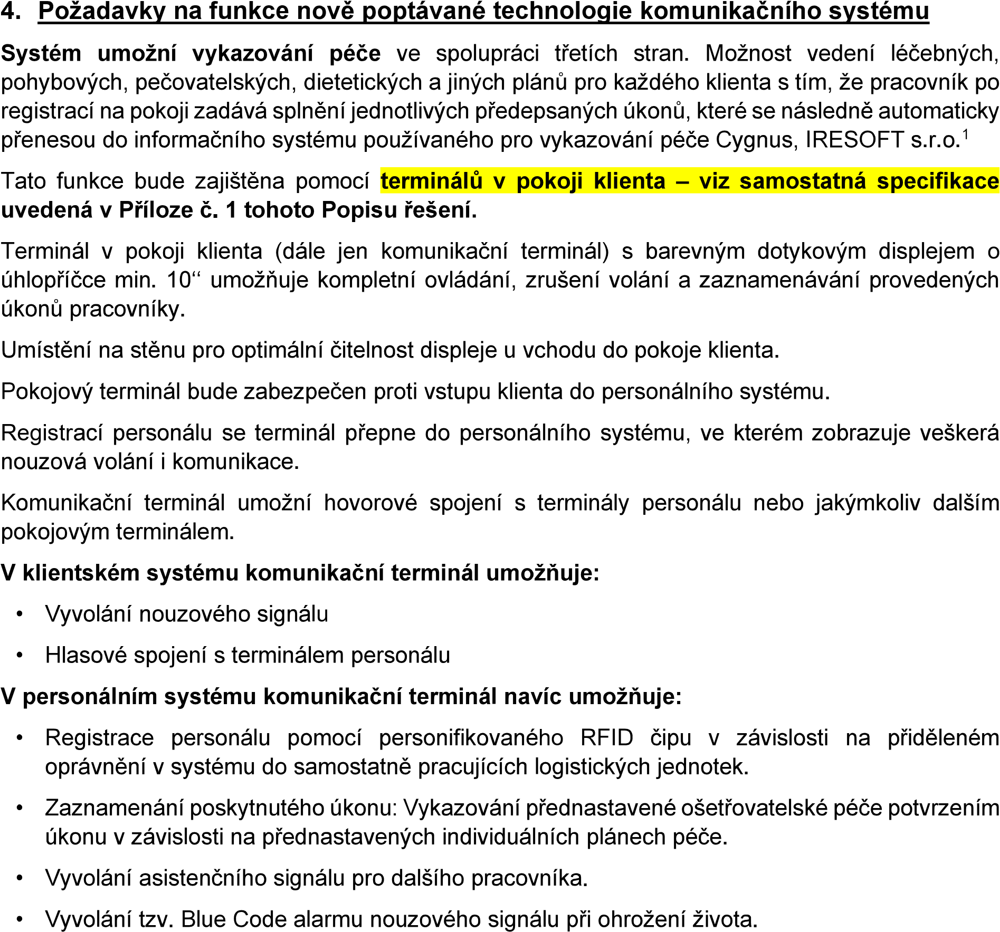 4. Požadavky na funkce nově poptávané technologie komunikačního systému
Systém umožní vykazování péče ve spolupráci třetích stran. Možnost vedení léčebných,
pohybových, pečovatelských, dietetických a jiných plánů pro každého klienta s tím, že pracovník po
registrací na pokoji zadává splnění jednotlivých předepsaných úkonů, které se následně automaticky
přenesou do informačního systému používaného pro vykazování péče Cygnus, IRESOFT s.r.o.¹
Tato funkce bude zajištěna pomocí terminálů v pokoji klienta – viz samostatná specifikace
uvedená v Příloze č. 1 tohoto Popisu řešení.
Terminál v pokoji klienta (dále jen komunikační terminál) s barevným dotykovým displejem o
úhlopříčce min. 10‘‘ umožňuje kompletní ovládání, zrušení volání a zaznamenávání provedených
úkonů pracovníky.
Umístění na stěnu pro optimální čitelnost displeje u vchodu do pokoje klienta.
Pokojový terminál bude zabezpečen proti vstupu klienta do personálního systému.
Registrací personálu se terminál přepne do personálního systému, ve kterém zobrazuje veškerá
nouzová volání i komunikace.
Komunikační terminál umožní hovorové spojení s terminály personálu nebo jakýmkoliv dalším
pokojovým terminálem.
V klientském systému komunikační terminál umožňuje:
• Vyvolání nouzového signálu
• Hlasové spojení s terminálem personálu
V personálním systému komunikační terminál navíc umožňuje:
• Registrace personálu pomocí personifikovaného RFID čipu v závislosti na přiděleném
oprávnění v systému do samostatně pracujících logistických jednotek.
• Zaznamenání poskytnutého úkonu: Vykazování přednastavené ošetřovatelské péče potvrzením
úkonu v závislosti na přednastavených individuálních plánech péče.
• Vyvolání asistenčního signálu pro dalšího pracovníka.
• Vyvolání tzv. Blue Code alarmu nouzového signálu při ohrožení života.